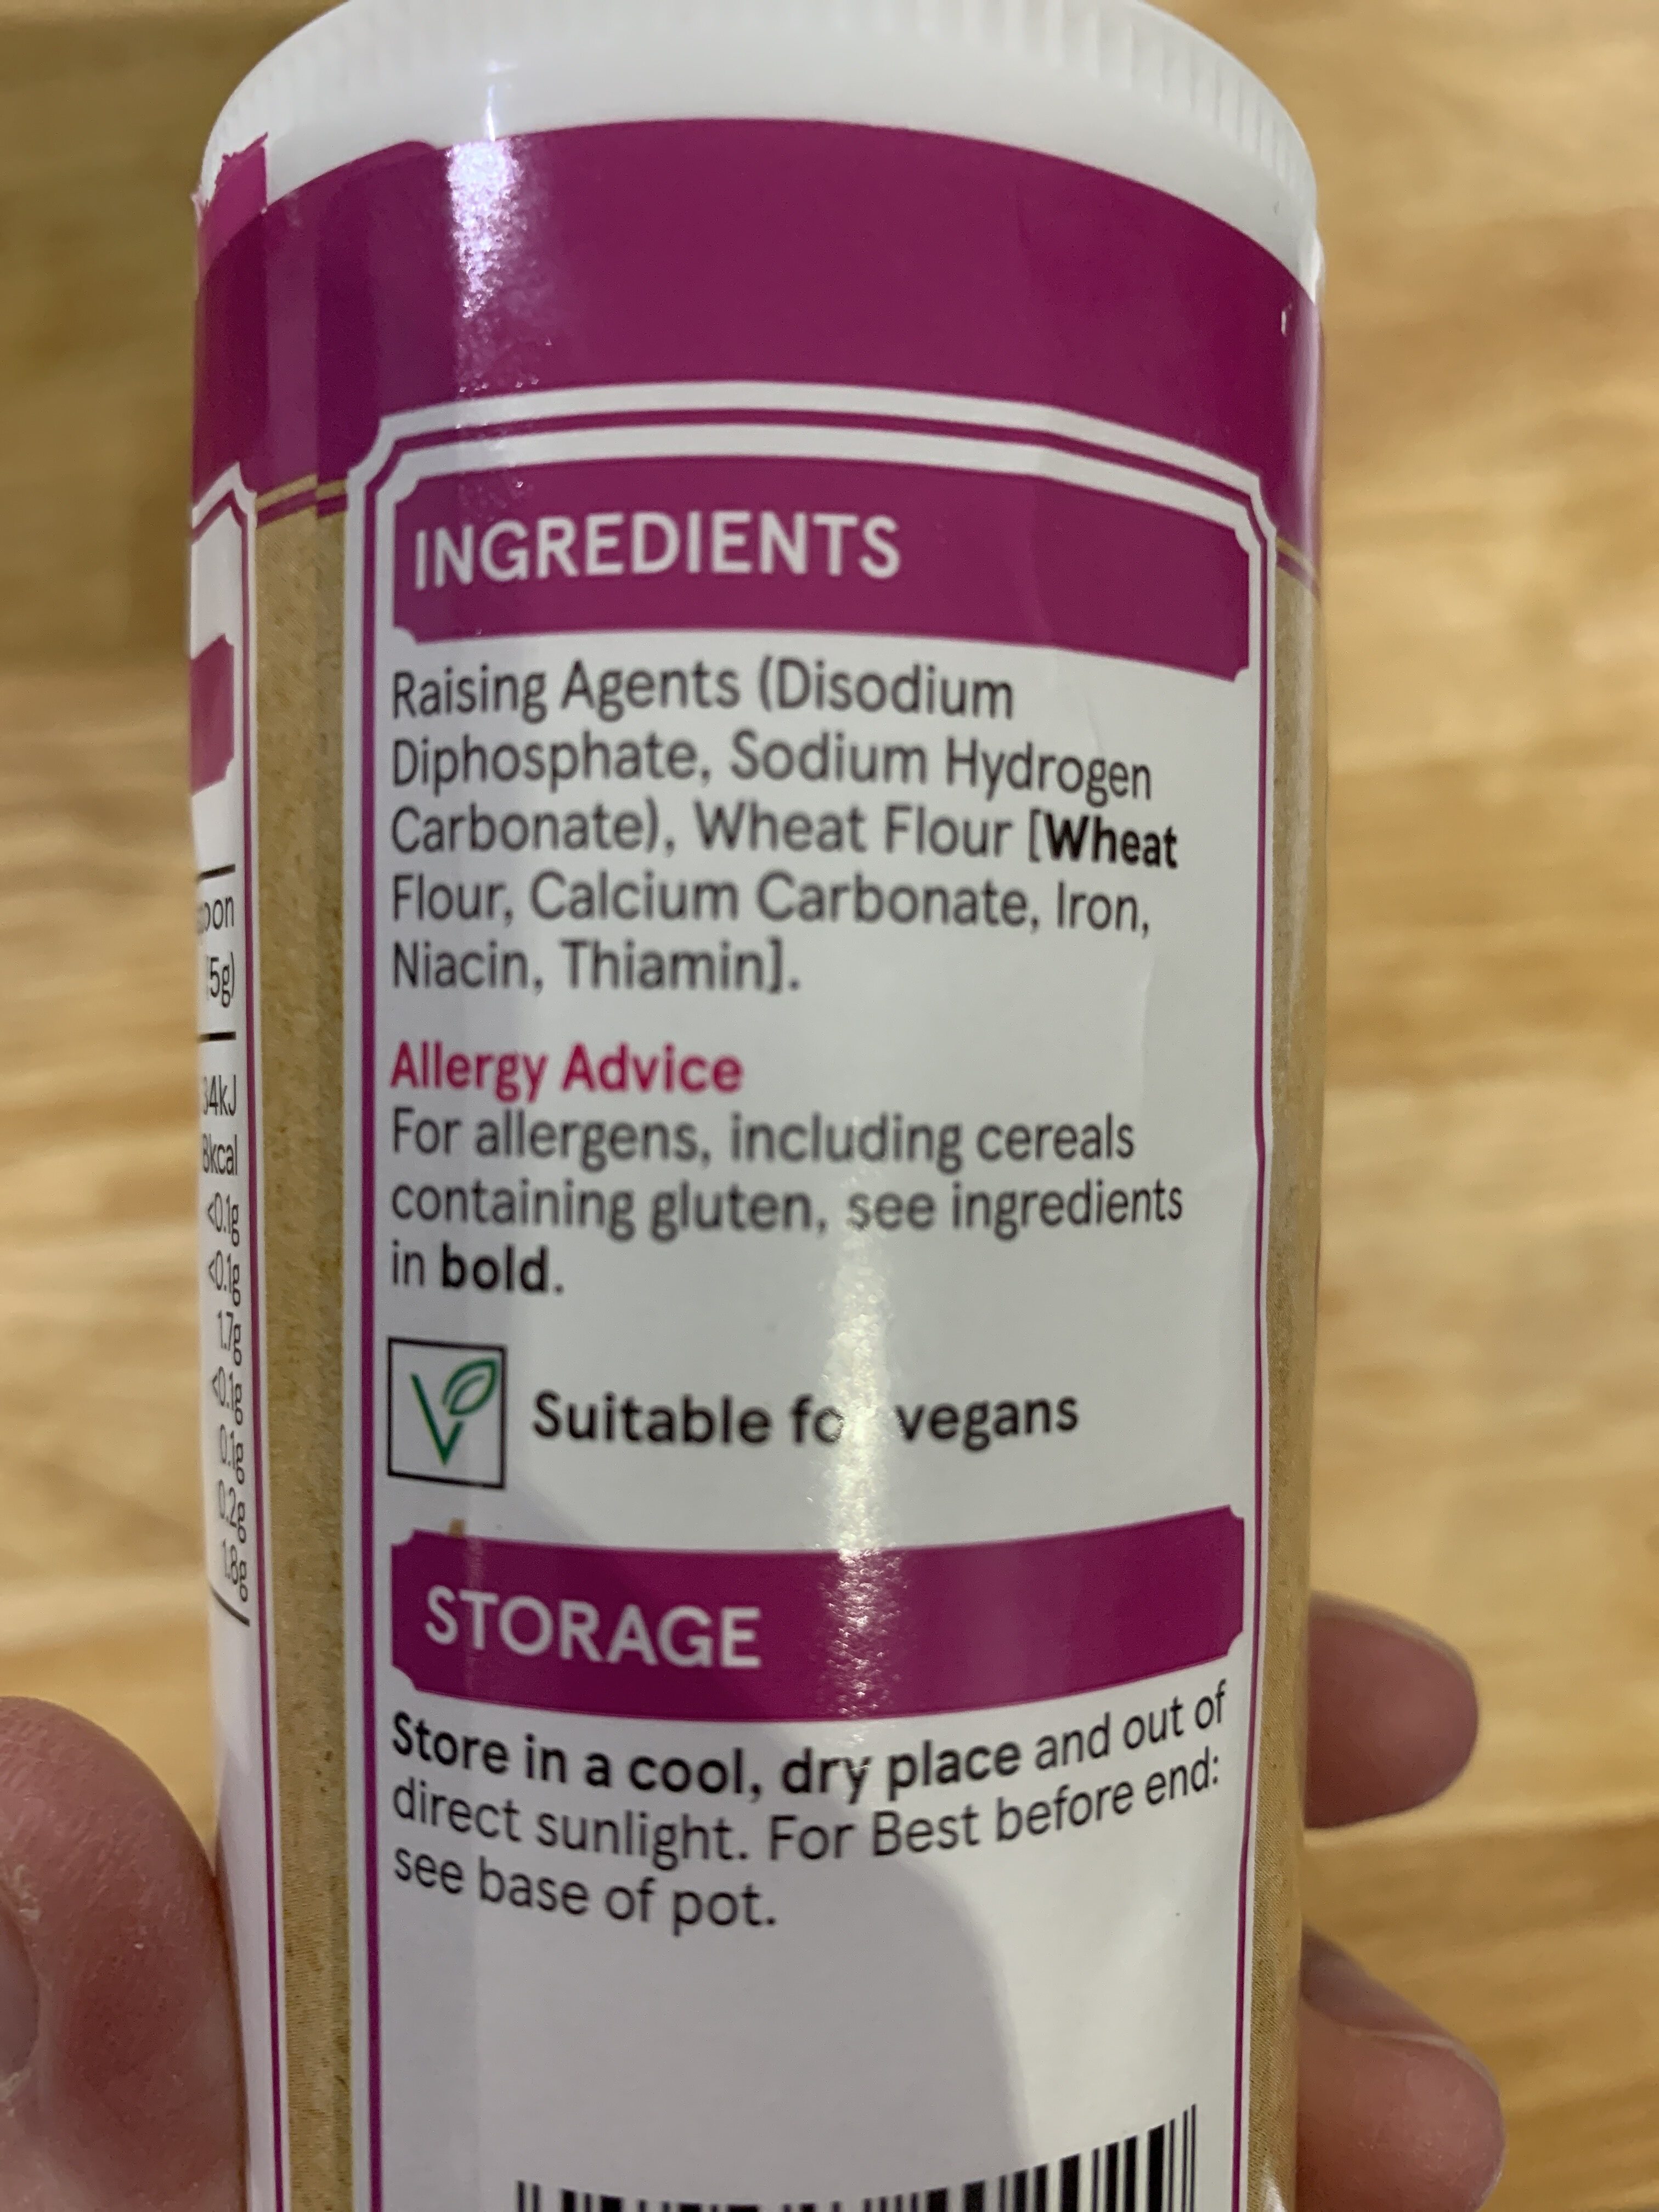 INGREDIENTS
Raising Agents (Disodium
Diphosphate, Sodium Hydrogen
Carbonate), Wheat Flour [Wheat
Flour, Calcium Carbonate, Iron,
Niacin, Thiamin].
Allergy Advice
For allergens, including cereals
containing gluten, see ingredients
in bold.
Suitable for vegans
STORAGE
Store in a cool, dry place and out of
direct sunlight. For Best before end:
see base of pot.
5g)
<0.1g
<0.1g
1.7g
<0.1g
0.1g
0.2g
1.8g